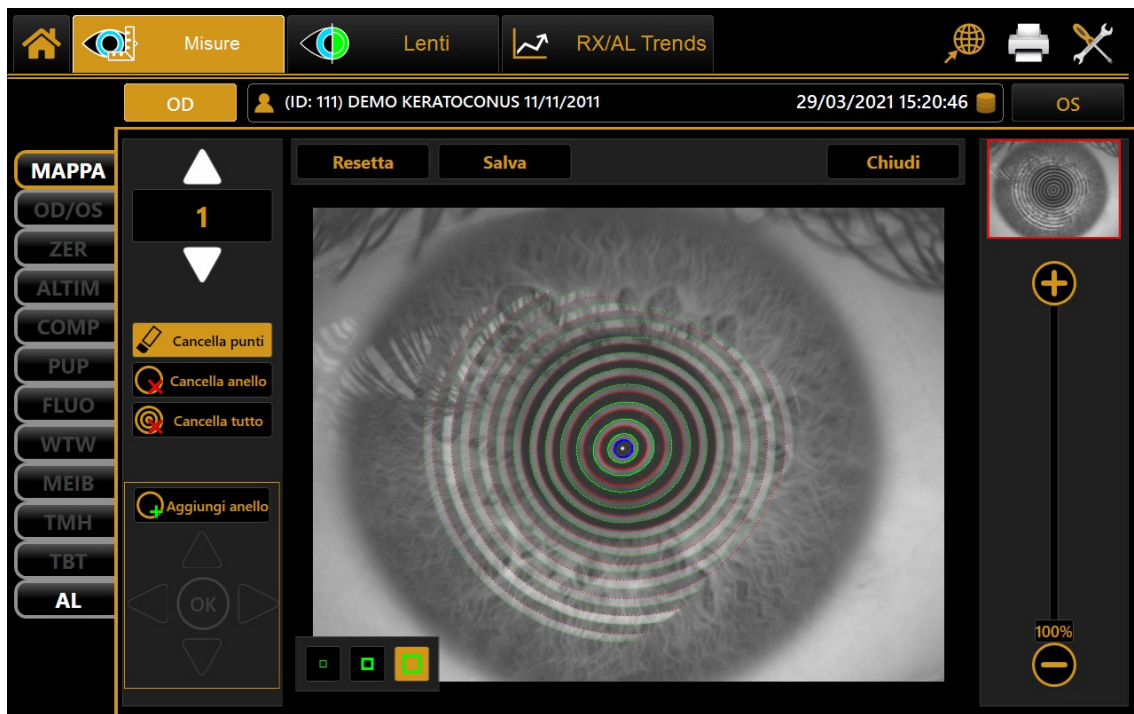 Misure
Lenti
RX/AL Trends
OD
(ID: 111) DEMO KERATOCONUS 11/11/2011
29/03/2021 15:20:46
OS
MAPPA
OD/OS
ZER
ALTIM
COMP
PUP
FLUO
WTW
MEIB
TMH
TBT
AL
1
Cancella punti
Cancella anello
Cancella tutto
Aggiungi anello
OK
Resetta
Salva
Chiudi
100%